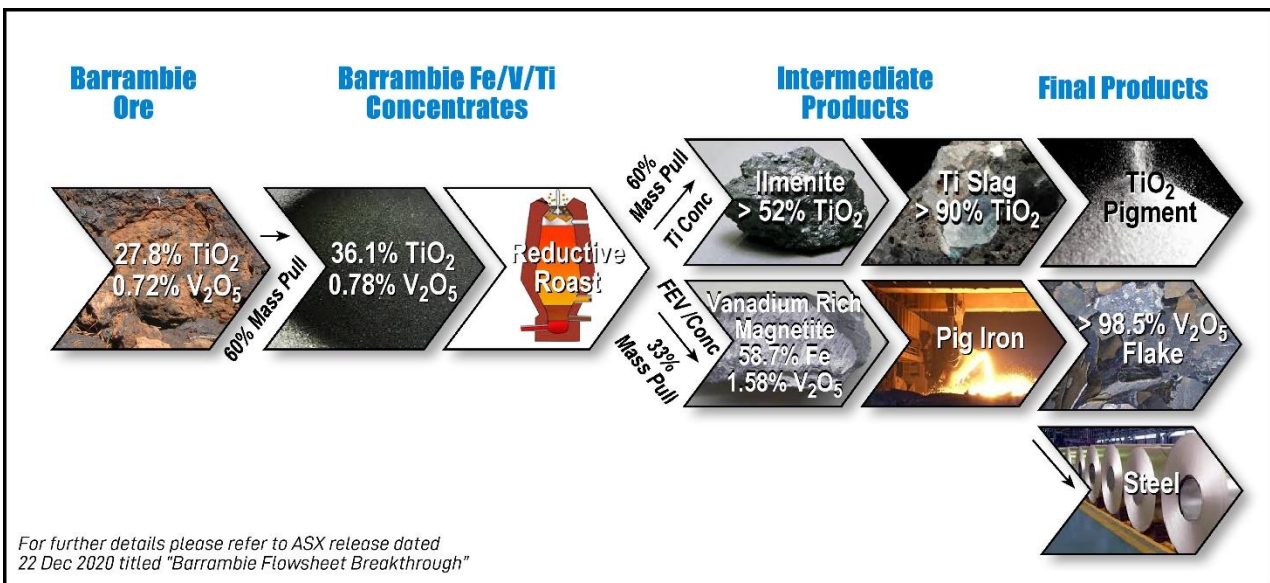 Barrambie
Ore
Barrambie Fe/V/Ti
Concentrates
Intermediate
Products
Final Products
27.8% TiO₂
0.72% V₂O₅
60% Mass Pull
36.1% TiO₂
0.78% V₂O₅
Reductive
Roast
60%
Mass Pull
Ti Conc
Ilmenite
> 52% TiO₂
Ti Slag
> 90% TiO₂
TiO₂
Pigment
FEV/Conc
33%
Mass Pull
Vanadium Rich
Magnetite
58.7% Fe
1.58% V₂O₅
Pig Iron
> 98.5% V₂O₅
Flake
Steel
For further details please refer to ASX release dated
22 Dec 2020 titled "Barrambie Flowsheet Breakthrough"